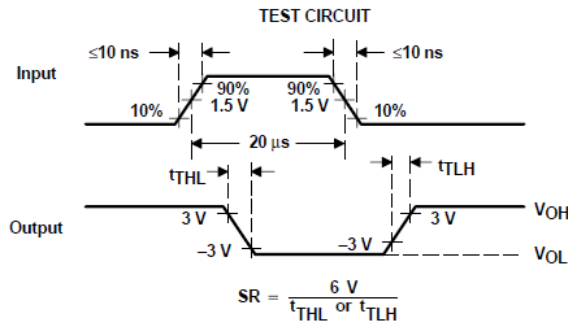 TEST CIRCUIT
≤10 ns ≤10 ns
Input
90% 90%
1.5 V 1.5 V
10% 10%
20 μs
tTHL tTLH
Output
3 V 3 V VOH
–3 V –3 V VOL
SR = 6 V / tTHL or tTLH